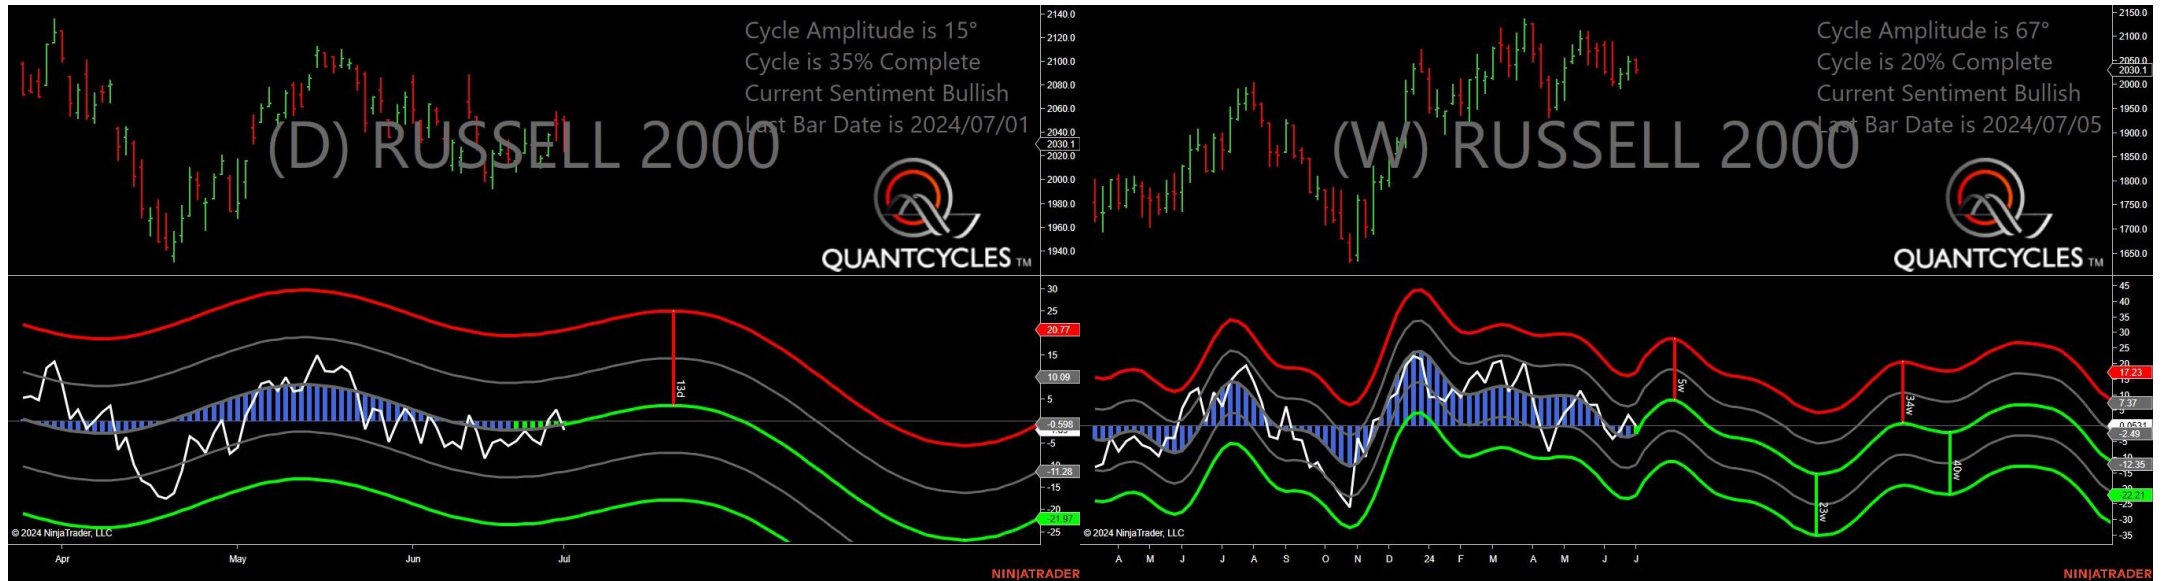 Cycle Amplitude is 15°
Cycle is 35% Complete
Current Sentiment Bullish
Last Bar Date is 2024/07/01
(D) RUSSELL 2000
QUANTCYCLES TM
2140.0
2120.0
2100.0
2080.0
2060.0
2040.0
2030.1
2020.0
2000.0
1980.0
1960.0
1940.0
30
25
20.77
15
10.09
5
-0.598
-5
-11.28
-15
-20
-21.97
-25
13d
© 2024 NinjaTrader, LLC
Apr May Jun Jul
NINJATRADER
Cycle Amplitude is 67°
Cycle is 20% Complete
Current Sentiment Bullish
Last Bar Date is 2024/07/05
(W) RUSSELL 2000
QUANTCYCLES TM
2150.0
2100.0
2050.0
2030.1
2000.0
1950.0
1900.0
1850.0
1800.0
1750.0
1700.0
1650.0
45
40
35
30
25
20
17.23
15
7.37
5
0.0531
-2.49
-5
-10
-12.35
-15
-20
-22.21
-25
-30
-35
5w
23w
34w
40w
© 2024 NinjaTrader, LLC
A M J J A S O N D 24 F M A M J J
NINJATRADER